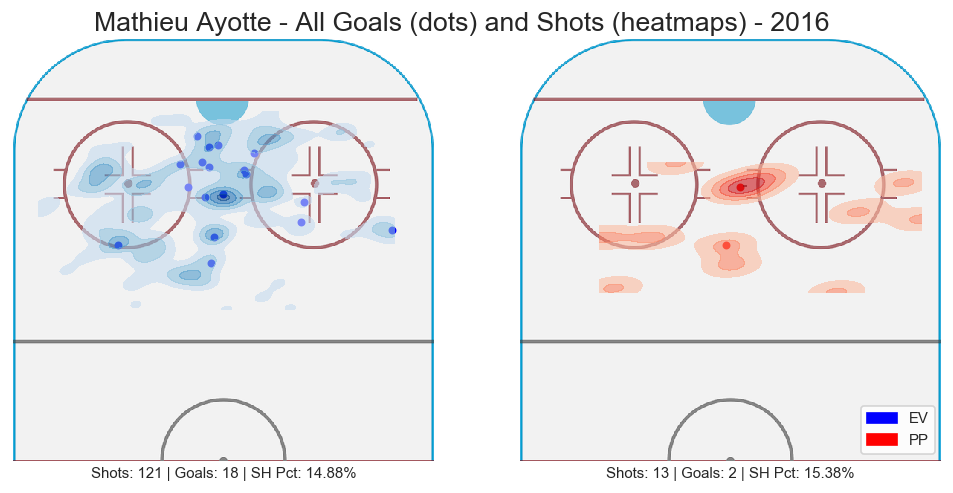 Mathieu Ayotte - All Goals (dots) and Shots (heatmaps) - 2016
EV
PP
Shots: 121 | Goals: 18 | SH Pct: 14.88%
Shots: 13 | Goals: 2 | SH Pct: 15.38%